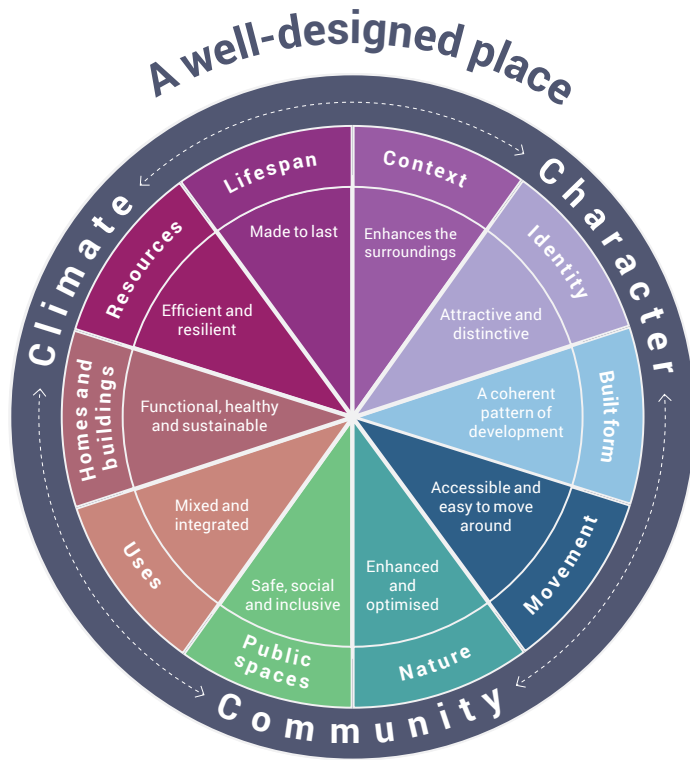 A well-designed place
Climate
Character
Community
Context
Enhances the
surroundings
Identity
Attractive and
distinctive
Built form
A coherent
pattern of
development
Movement
Accessible and
easy to move
around
Nature
Enhanced
and
optimised
Public
spaces
Safe, social
and inclusive
Uses
Mixed and
integrated
Homes and
buildings
Functional, healthy
and sustainable
Resources
Efficient and
resilient
Lifespan
Made to last